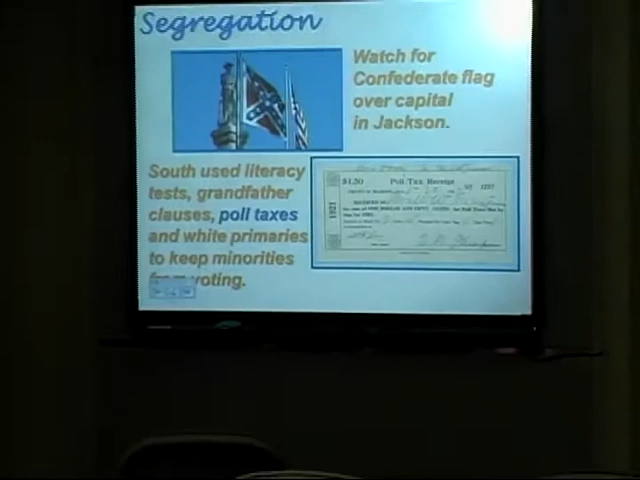 Segregation
Watch for
Confederate flag
over capital
in Jackson.
South used literacy
tests, grandfather
clauses, poll taxes
and white primaries
to keep minorities
from voting.
$1.50 Poll Tax Receipt
1921